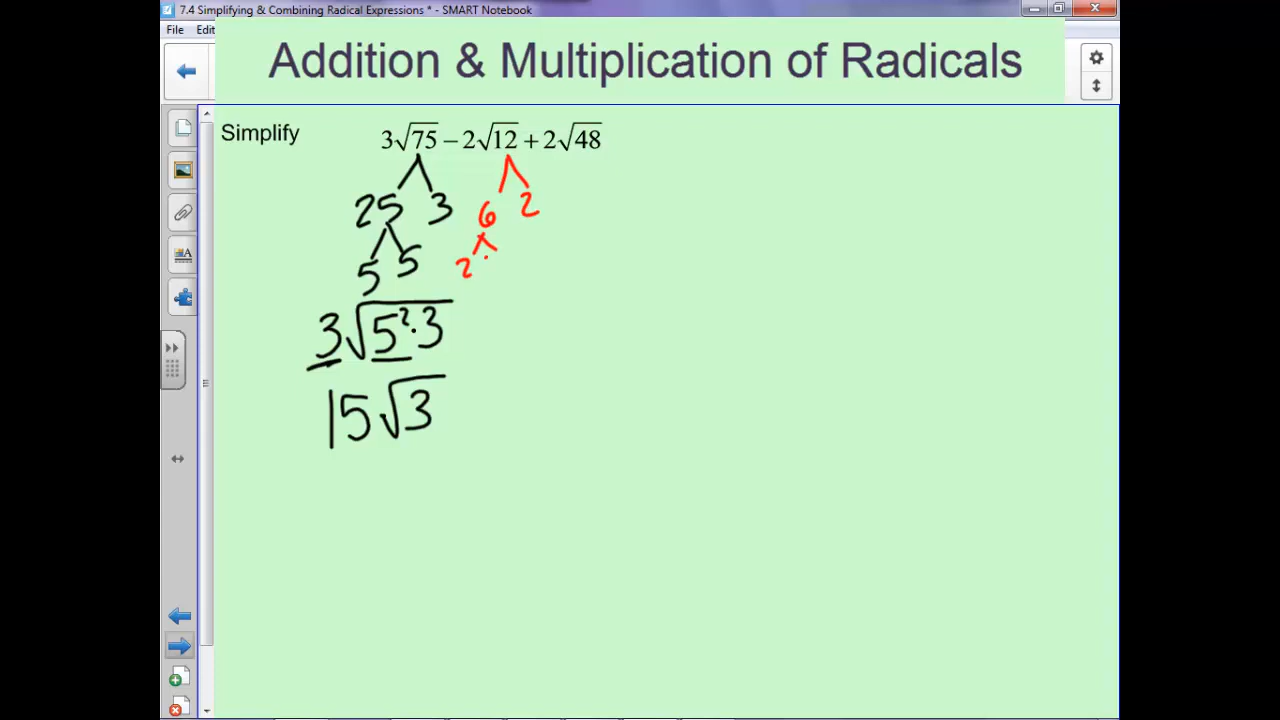 7.4 Simplifying & Combining Radical Expressions * - SMART Notebook
File Edit
Addition & Multiplication of Radicals
Simplify 3√75 − 2√12 + 2√48
25 3 6 2
5 5 2
3√5²·3
15√3